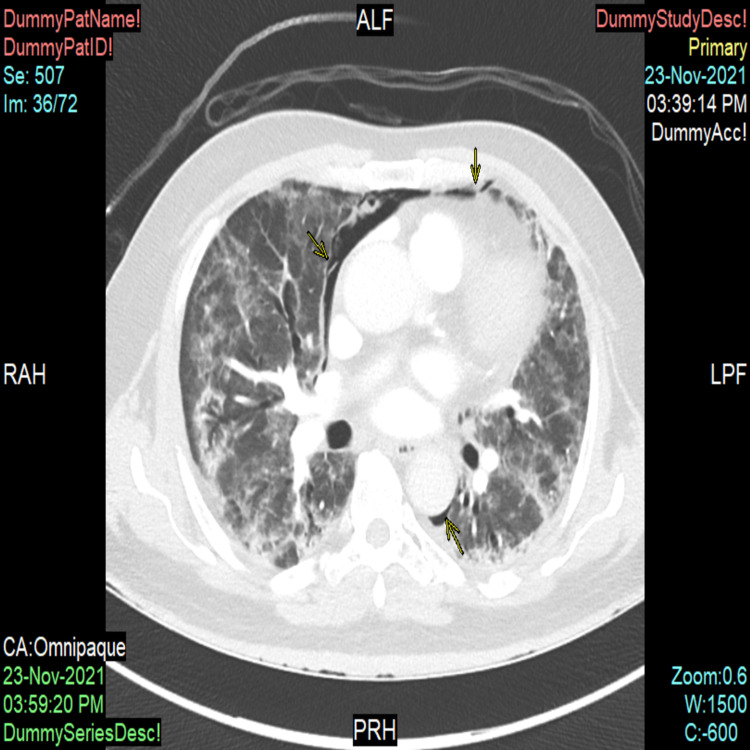 DummyPatName!
DummyPatID!
Se: 507
Im: 36/72
ALF
DummyStudyDesc!
Primary
23-Nov-2021
03:39:14 PM
DummyAcc!
RAH
LPF
CA:Omnipaque
23-Nov-2021
03:59:20 PM
DummySeriesDesc!
PRH
Zoom:0.6
W:1500
C:-600